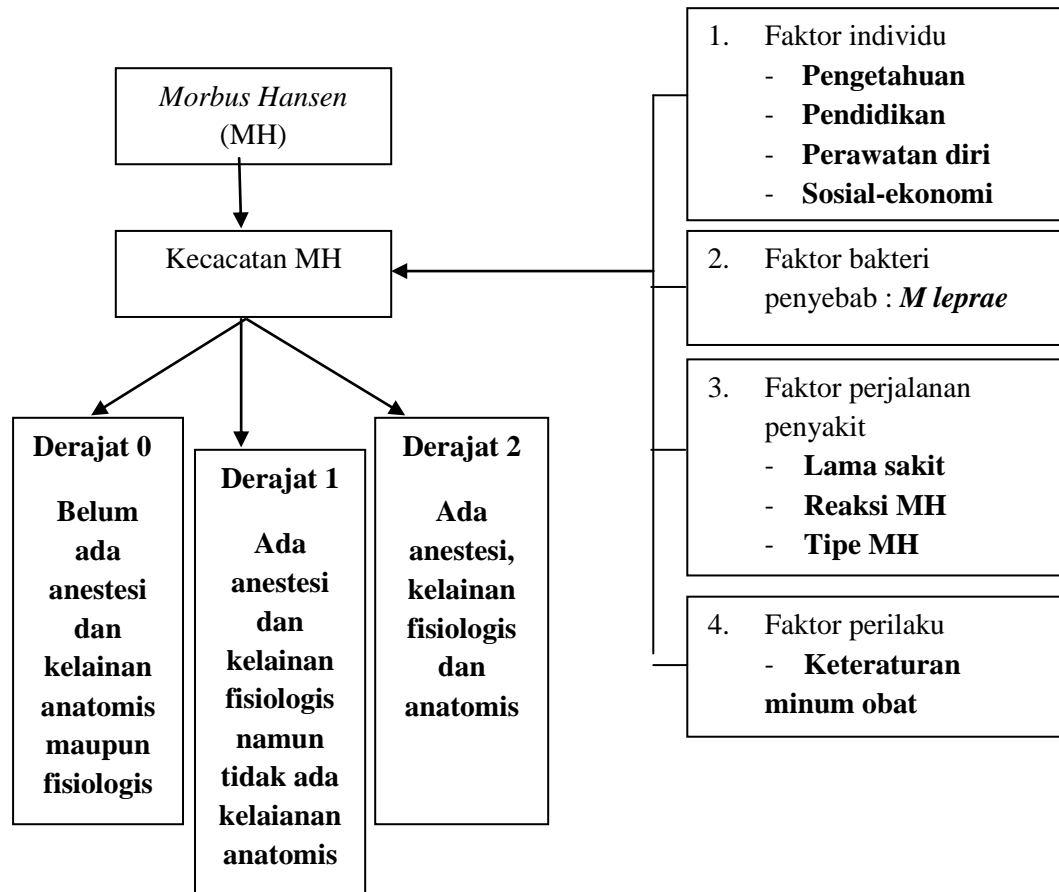 Morbus Hansen
(MH)
Kecacatan MH
Derajat 0
Belum
ada
anestesi
dan
kelainan
anatomis
maupun
fisiologis
Derajat 1
Ada
anestesi
dan
kelainan
fisiologis
namun
tidak ada
kelaianan
anatomis
Derajat 2
Ada
anestesi,
kelainan
fisiologis
dan
anatomis
1. Faktor individu
- Pengetahuan
- Pendidikan
- Perawatan diri
- Sosial-ekonomi
2. Faktor bakteri
penyebab : M leprae
3. Faktor perjalanan
penyakit
- Lama sakit
- Reaksi MH
- Tipe MH
4. Faktor perilaku
- Keteraturan
minum obat